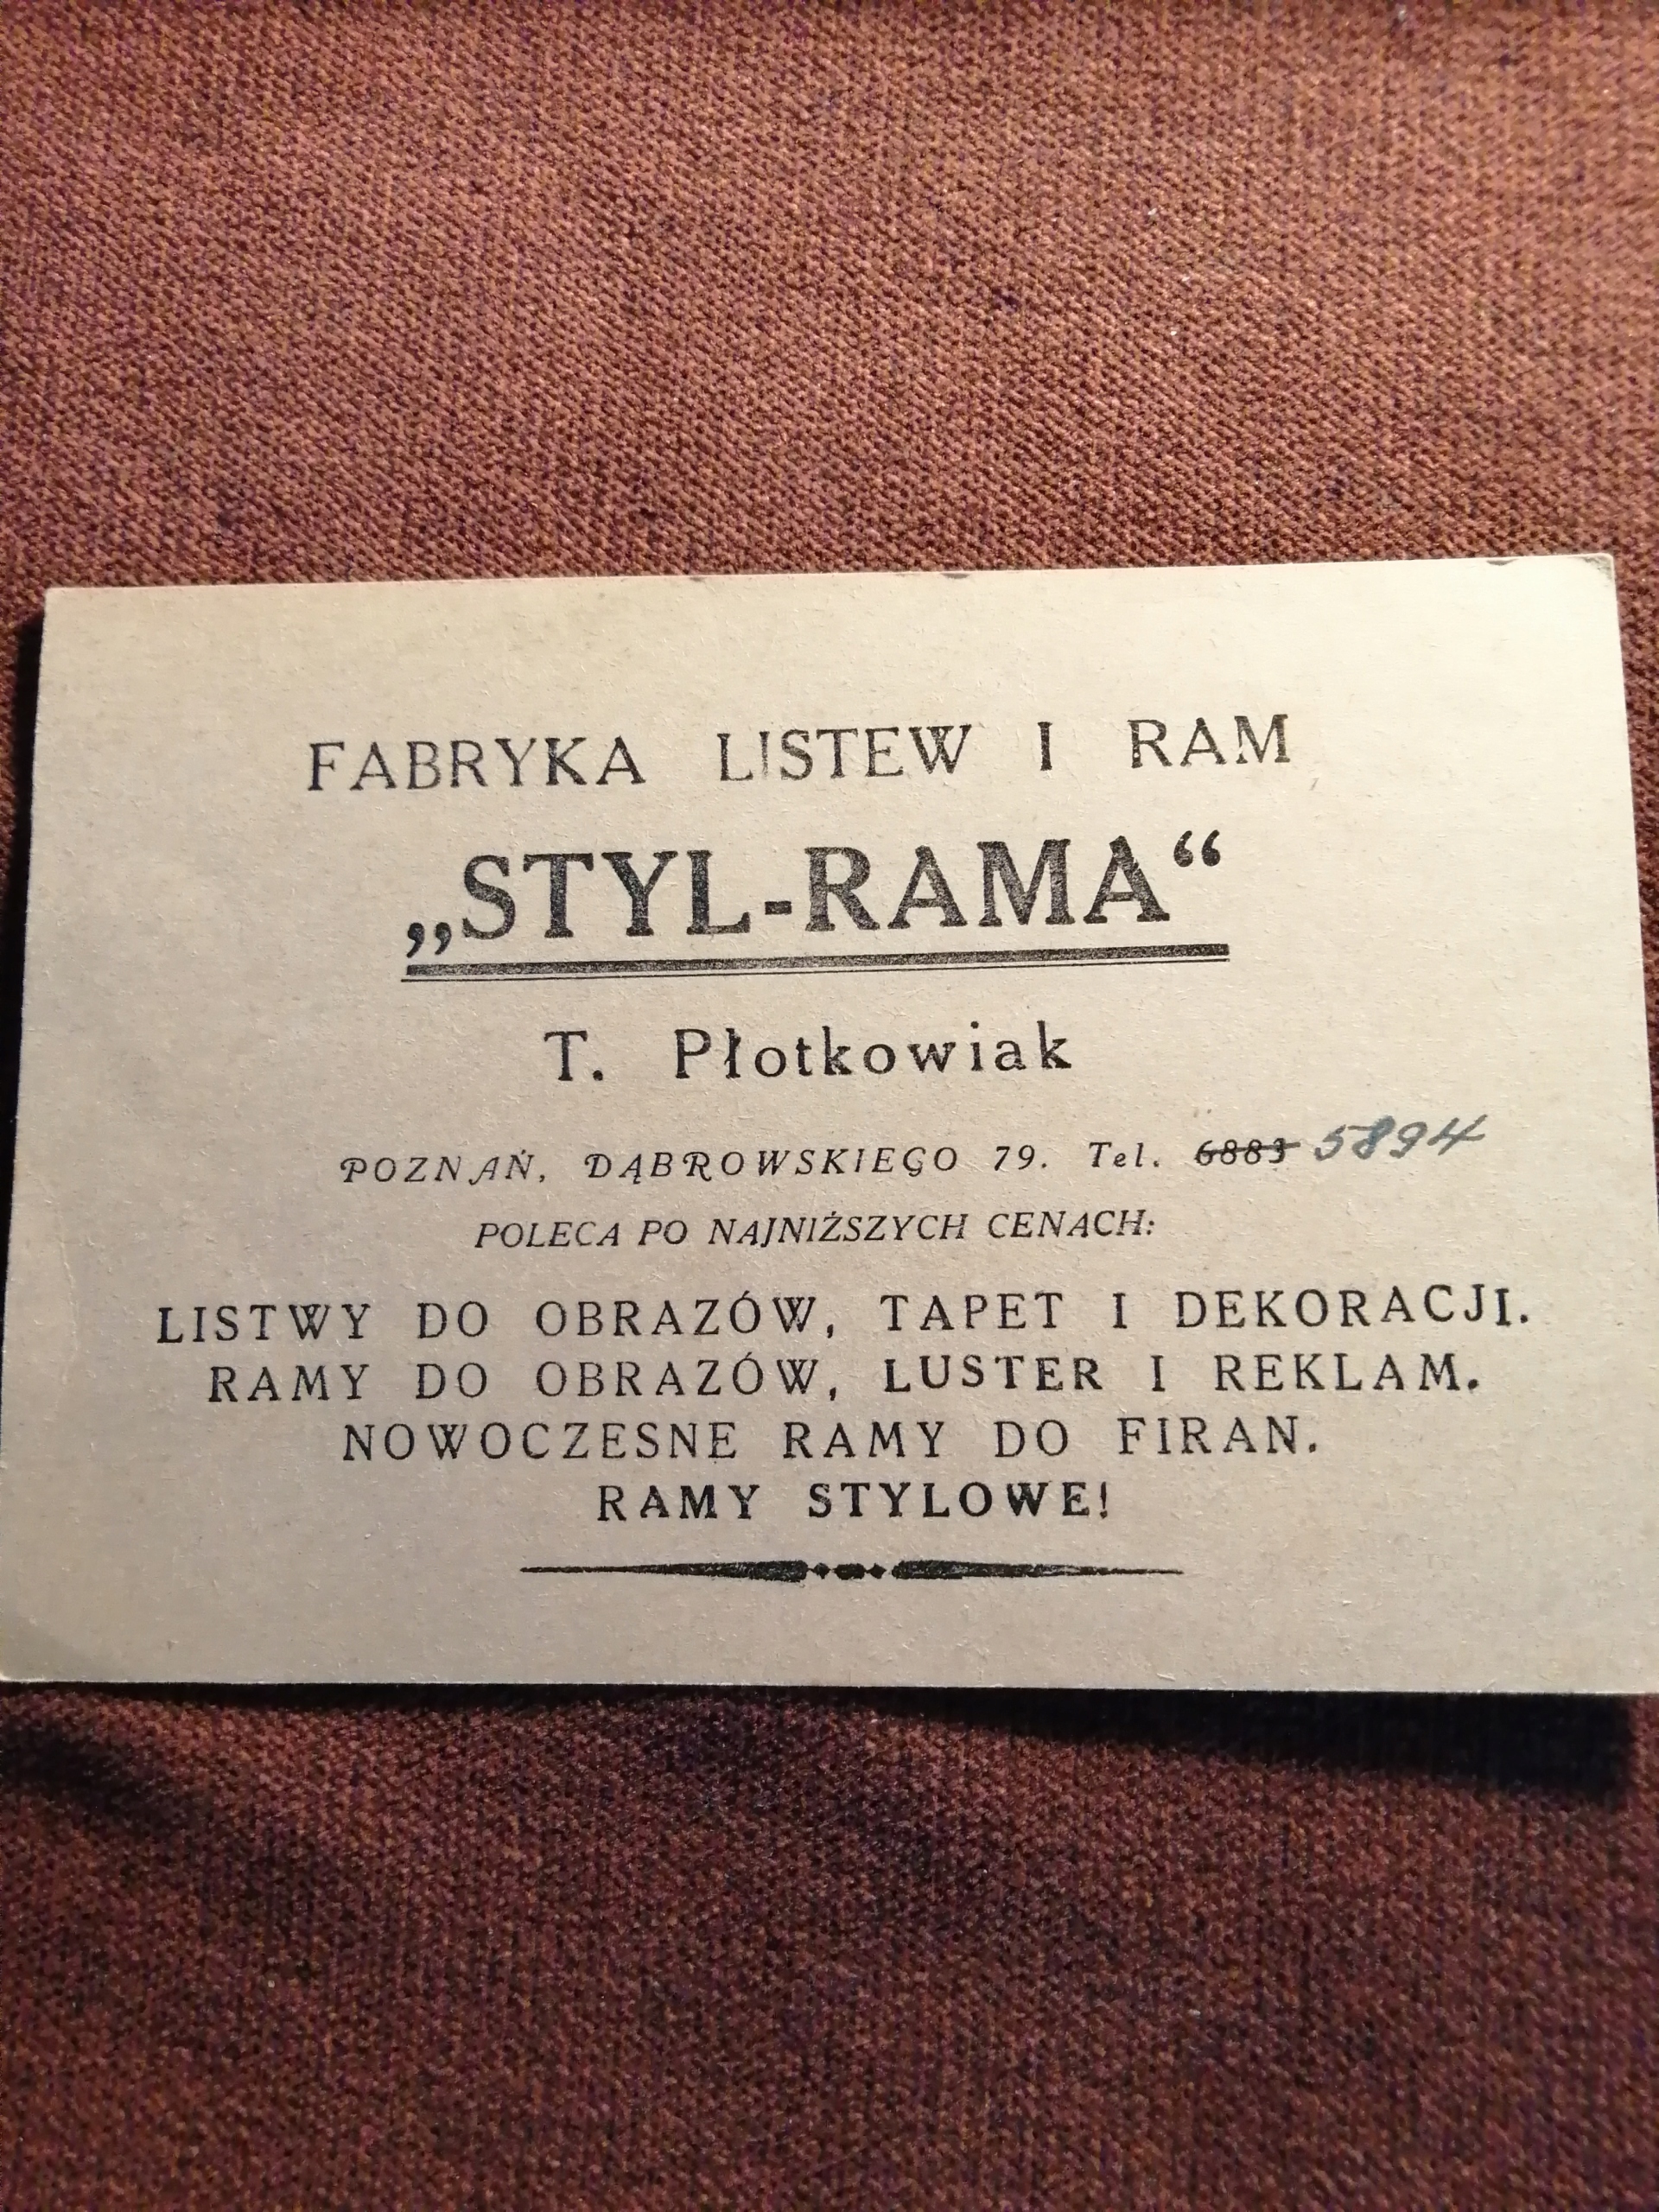 FABRYKA LISTEW I RAM
„STYL-RAMA“
T. Płotkowiak
POZNAŃ, DĄBROWSKIEGO 79. Tel. 6883 5894
POLECA PO NAJNIŻSZYCH CENACH:
LISTWY DO OBRAZÓW, TAPET I DEKORACJI.
RAMY DO OBRAZÓW, LUSTER I REKLAM.
NOWOCZESNE RAMY DO FIRAN.
RAMY STYLOWE!